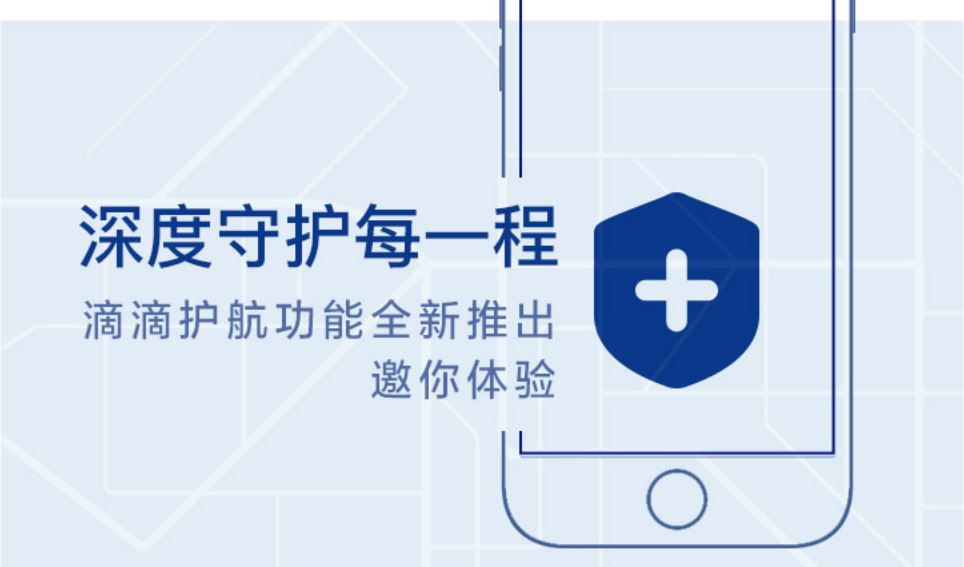 深度守护每一程
滴滴护航功能全新推出
邀你体验